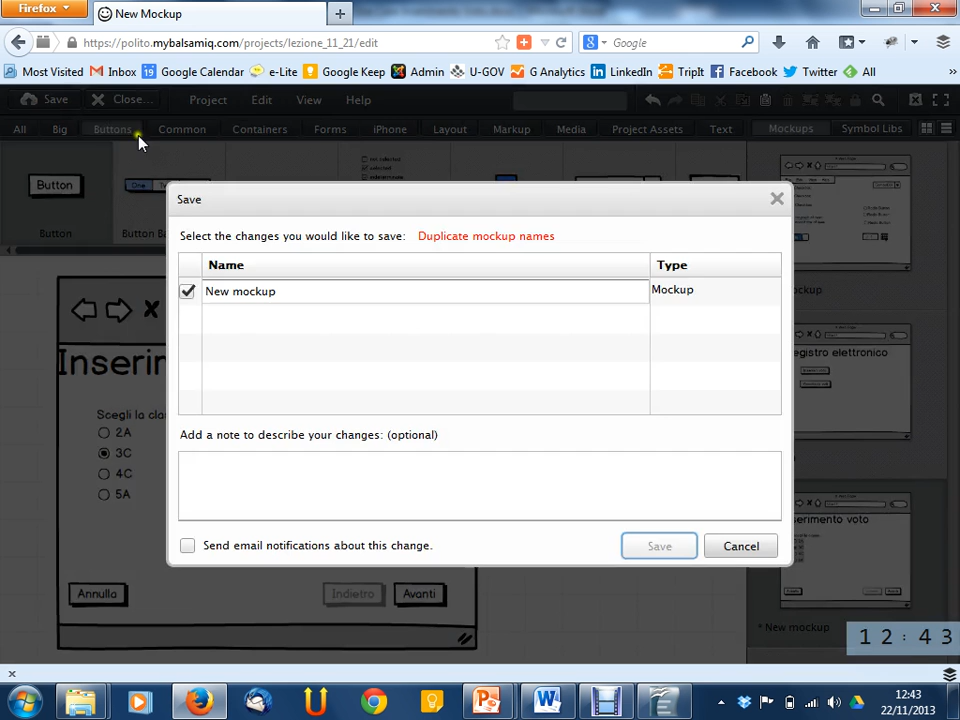 Firefox
New Mockup
https://polito.mybalsamiq.com/projects/lezione_11_21/edit
Google
Most Visited
Inbox
Google Calendar
e-Lite
Google Keep
Admin
U-GOV
G Analytics
LinkedIn
TripIt
Facebook
Twitter
All
Save
Close...
Project
Edit
View
Help
All
Big
Buttons
Common
Containers
Forms
iPhone
Layout
Markup
Media
Project Assets
Text
Mockups
Symbol Libs
Button
One
Button
Button Ba
Save
Select the changes you would like to save:
Duplicate mockup names
Name
Type
New mockup
Mockup
Add a note to describe your changes: (optional)
Send email notifications about this change.
Save
Cancel
Inserin
Scegli la cla
2A
3C
4C
5A
Annulla
Indietro
Avanti
ckup
egistro elettronico
serimento voto
* New mockup
12:43
12:43
22/11/2013